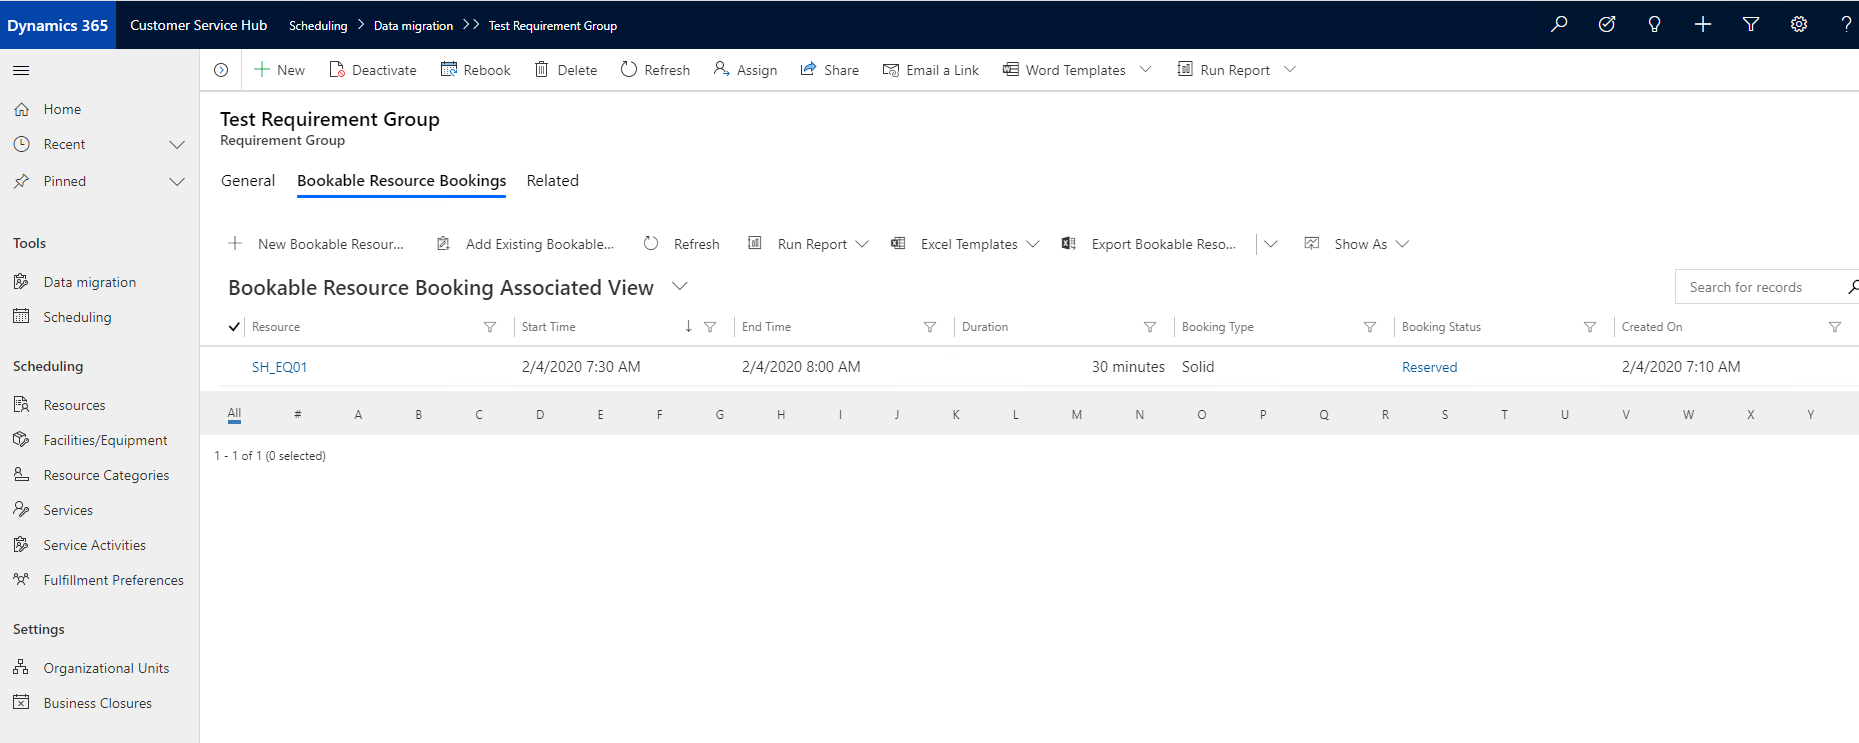 Dynamics 365 Customer Service Hub Scheduling > Data migration >> Test Requirement Group ?
New Deactivate Rebook Delete Refresh Assign Share Email a Link Word Templates Run Report
Home
Recent
Pinned
Tools
Data migration
Scheduling
Scheduling
Resources
Facilities/Equipment
Resource Categories
Services
Service Activities
Fulfillment Preferences
Settings
Organizational Units
Business Closures
Test Requirement Group
Requirement Group
General Bookable Resource Bookings Related
New Bookable Resour... Add Existing Bookable... Refresh Run Report Excel Templates Export Bookable Reso... Show As
Bookable Resource Booking Associated View Search for records
Resource Start Time End Time Duration Booking Type Booking Status Created On
SH_EQ01 2/4/2020 7:30 AM 2/4/2020 8:00 AM 30 minutes Solid Reserved 2/4/2020 7:10 AM
All # A B C D E F G H I J K L M N O P Q R S T U V W X Y
1 - 1 of 1 (0 selected)